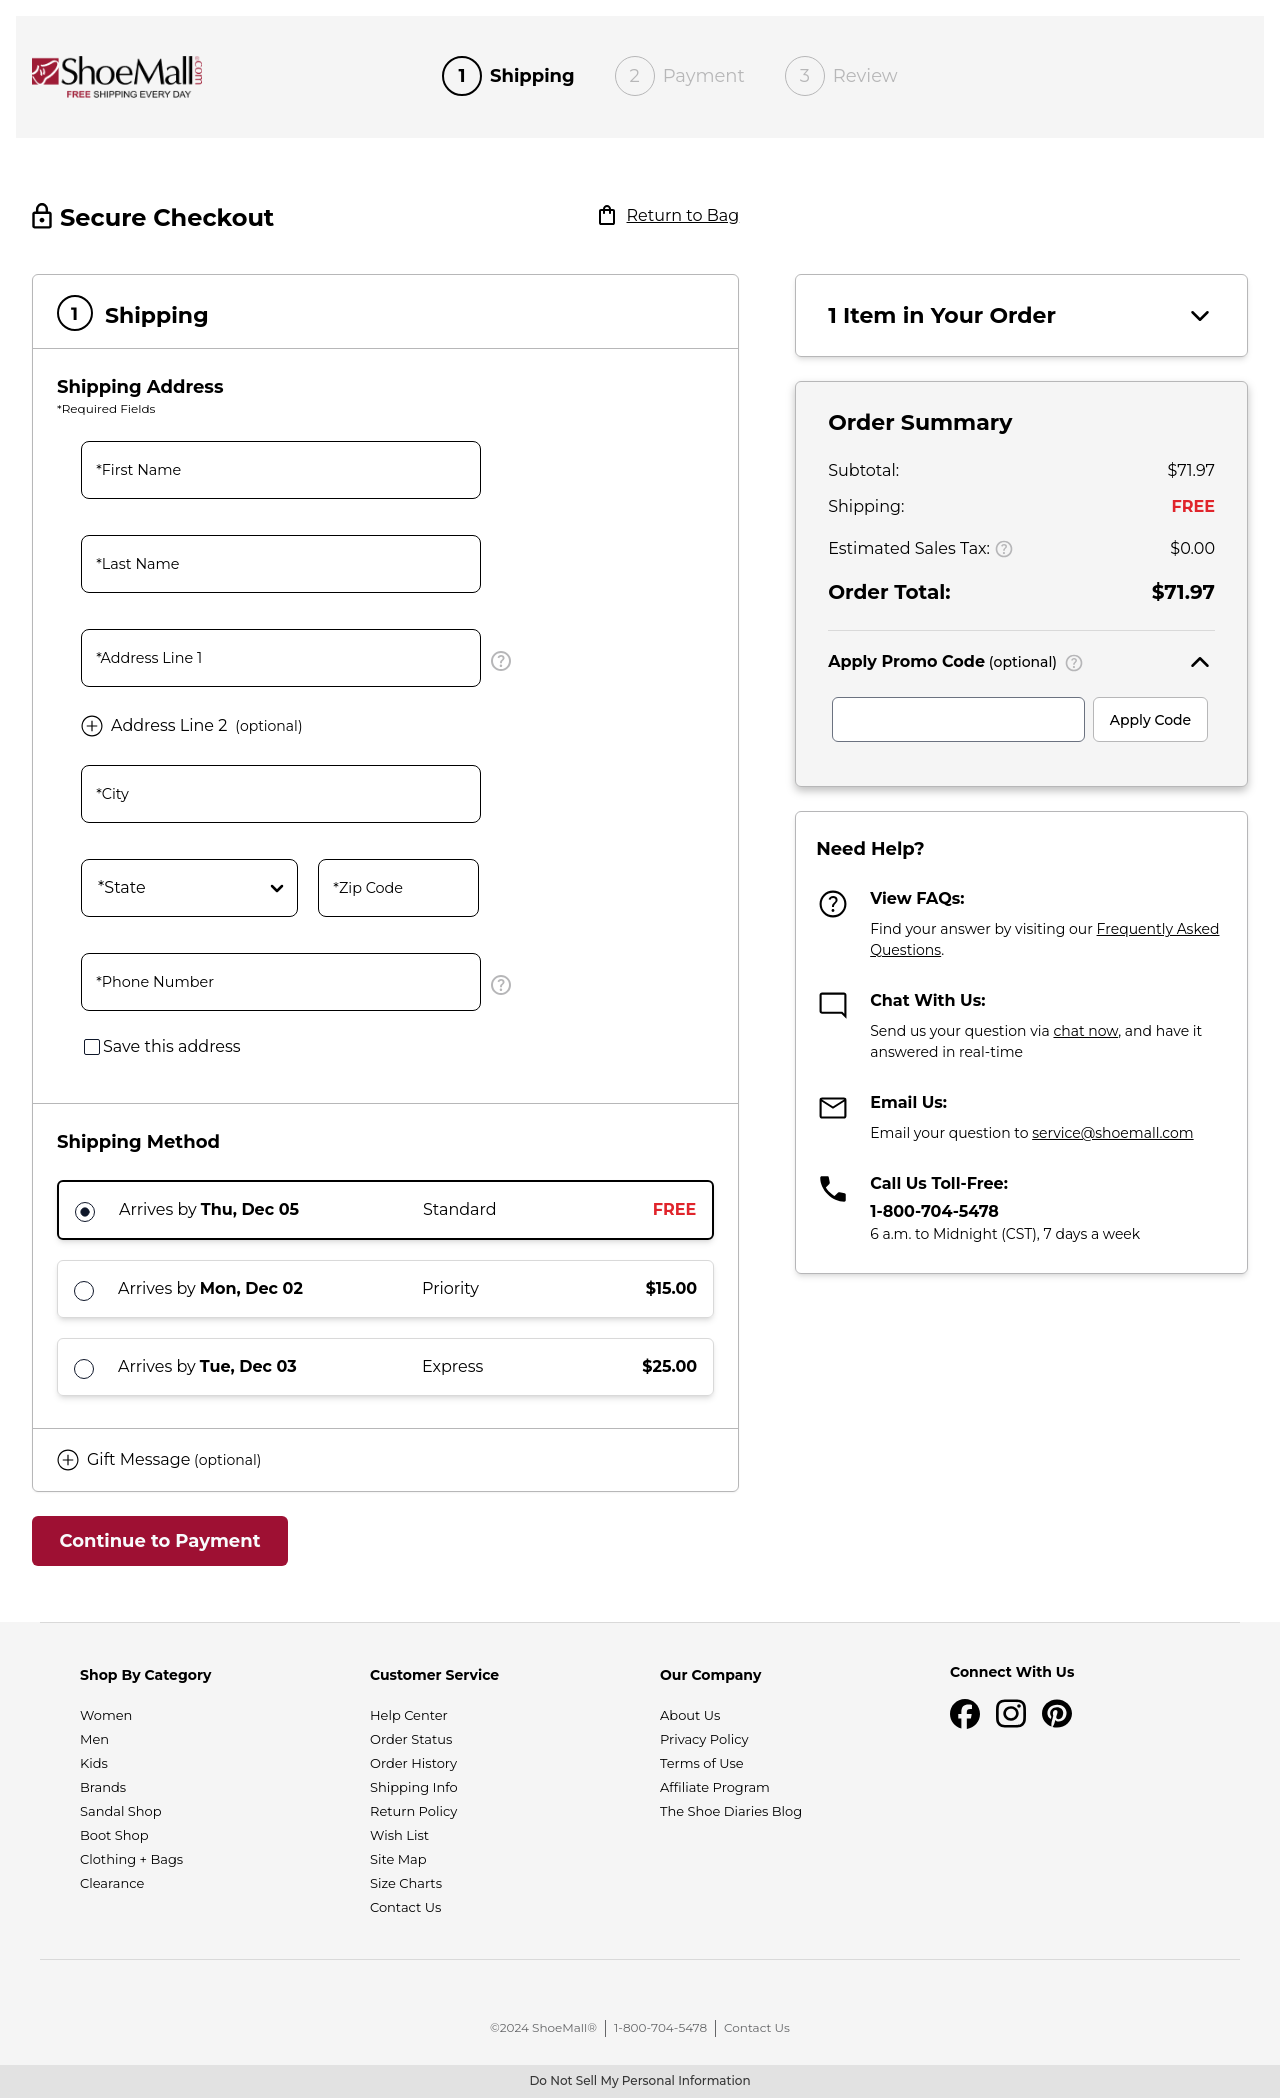 ShoeMall.com
FREE SHIPPING EVERY DAY
1 Shipping
2 Payment
3 Review
Secure Checkout
Return to Bag
1 Shipping
Shipping Address
*Required Fields
*First Name
*Last Name
*Address Line 1
Address Line 2 (optional)
*City
*State
*Zip Code
*Phone Number
Save this address
Shipping Method
Arrives by Thu, Dec 05 Standard FREE
Arrives by Mon, Dec 02 Priority $15.00
Arrives by Tue, Dec 03 Express $25.00
Gift Message (optional)
Continue to Payment
1 Item in Your Order
Order Summary
Subtotal: $71.97
Shipping: FREE
Estimated Sales Tax: ? $0.00
Order Total: $71.97
Apply Promo Code (optional) ?
Apply Code
Need Help?
View FAQs:
Find your answer by visiting our Frequently Asked
Questions.
Chat With Us:
Send us your question via chat now, and have it
answered in real-time
Email Us:
Email your question to service@shoemall.com
Call Us Toll-Free:
1-800-704-5478
6 a.m. to Midnight (CST), 7 days a week
Shop By Category
Women
Men
Kids
Brands
Sandal Shop
Boot Shop
Clothing + Bags
Clearance
Customer Service
Help Center
Order Status
Order History
Shipping Info
Return Policy
Wish List
Site Map
Size Charts
Contact Us
Our Company
About Us
Privacy Policy
Terms of Use
Affiliate Program
The Shoe Diaries Blog
Connect With Us
©2024 ShoeMall® | 1-800-704-5478 | Contact Us
Do Not Sell My Personal Information